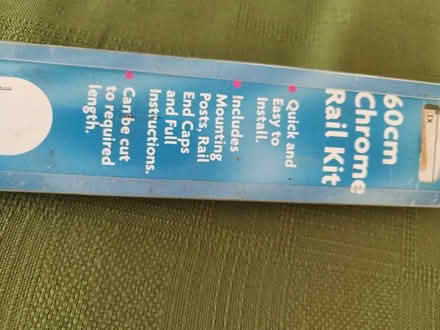 60cm
Chrome
Rail Kit
Quick and
Easy to
Install.
Includes
Mounting
Posts, Rail
End Caps
and Full
Instructions.
Can be cut
to required
length.